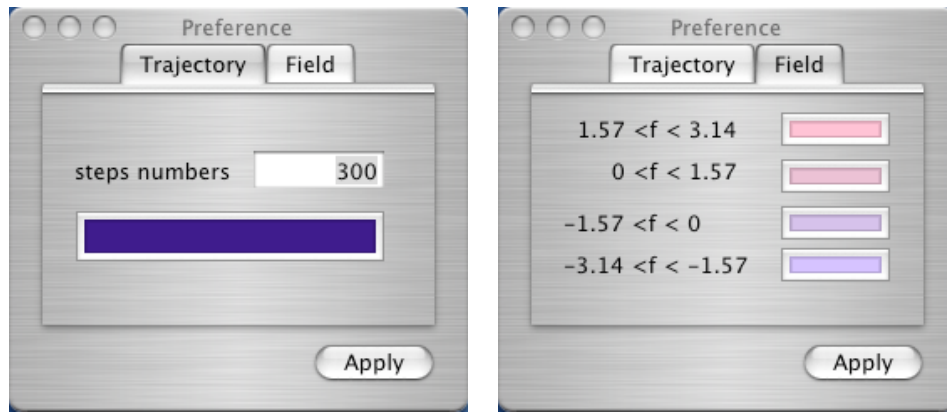 Preference
Trajectory Field
steps numbers 300
Apply
Preference
Trajectory Field
1.57 <f < 3.14
0 <f < 1.57
-1.57 <f < 0
-3.14 <f < -1.57
Apply